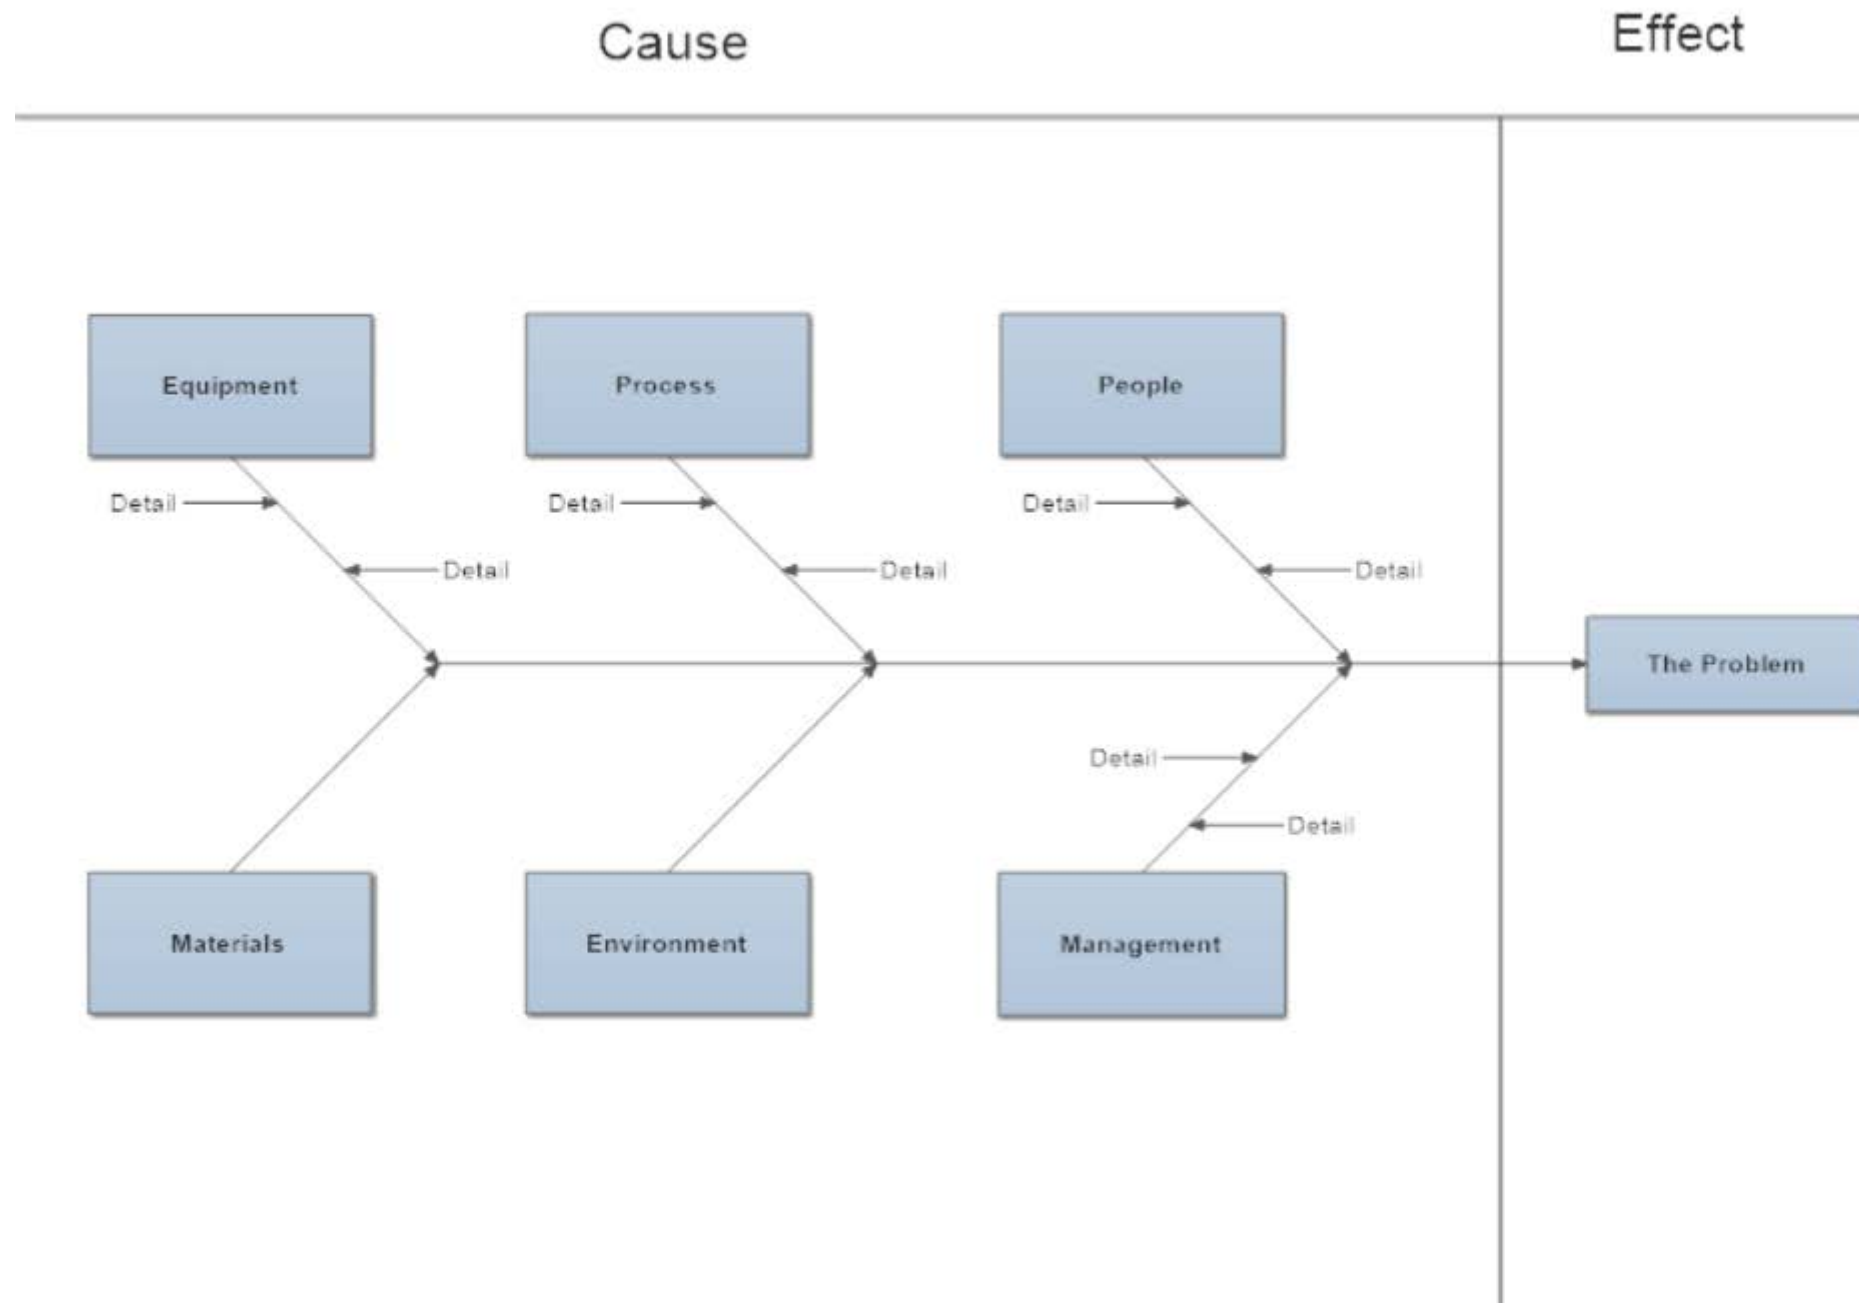 Cause
Effect
Equipment
Process
People
Detail
Detail
Detail
Detail
Detail
Detail
The Problem
Detail
Detail
Materials
Environment
Management